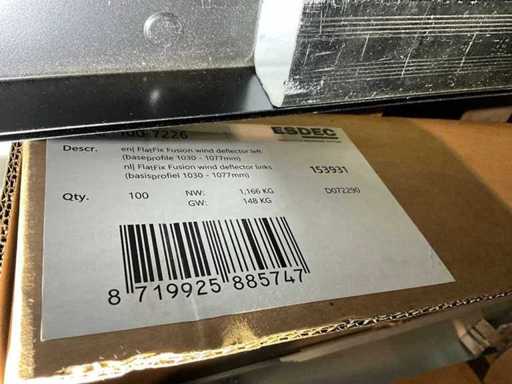 100 7226
ESDEC
Descr. en| FlatFix Fusion wind deflector left
(baseprofile 1030 - 1077mm)
nl| FlatFix Fusion wind deflector links
(basisprofiel 1030 - 1077mm)
153931
Qty. 100 NW: 1,166 KG
GW: 148 KG
D072290
8 719925 885747